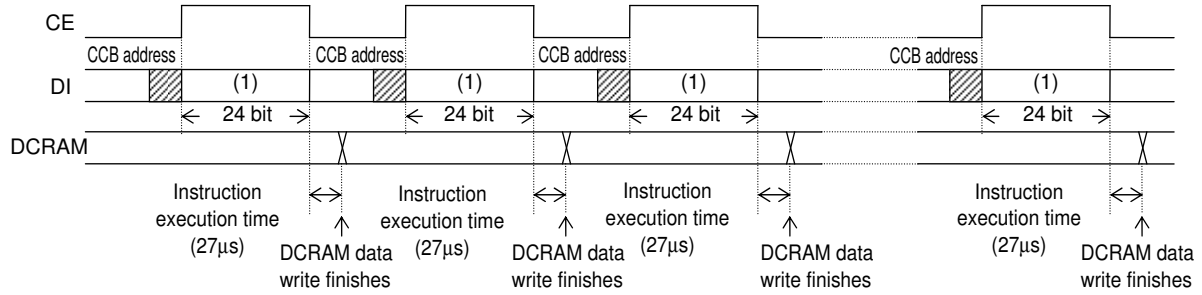 CE
CCB address CCB address CCB address CCB address
DI (1) (1) (1) (1)
24 bit 24 bit 24 bit 24 bit
DCRAM
Instruction Instruction Instruction Instruction
execution time execution time execution time execution time
(27μs) (27μs) (27μs) (27μs)
DCRAM data DCRAM data DCRAM data DCRAM data
write finishes write finishes write finishes write finishes